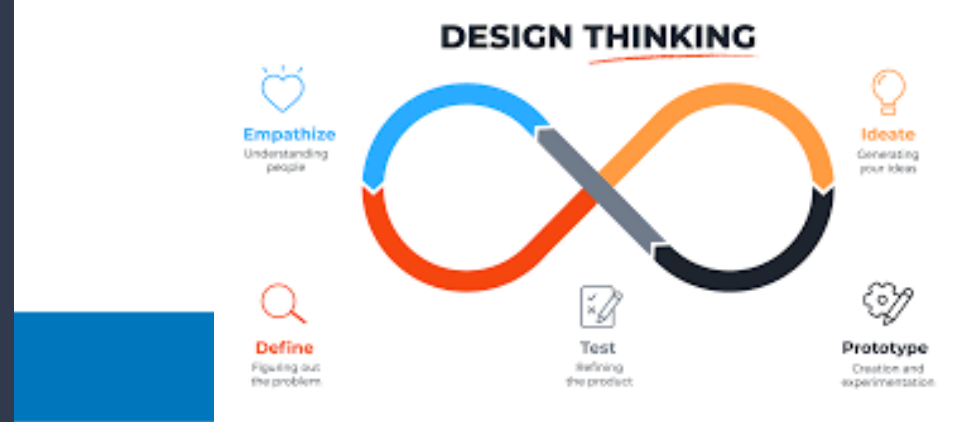 DESIGN THINKING
Empathize
Understanding
people
Ideate
Generating
your ideas
Define
Figuring out
the problem
Test
Refining
the product
Prototype
Creation and
experimentation